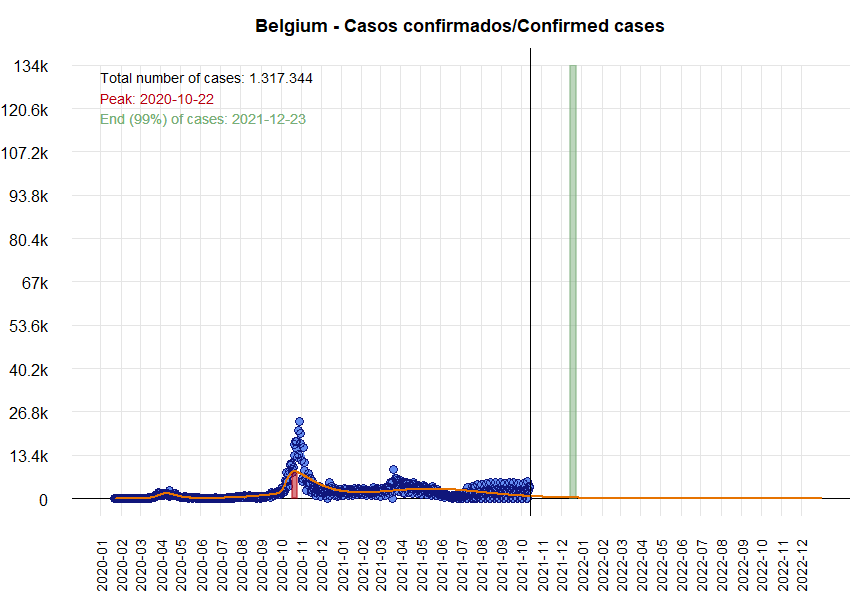 Belgium - Casos confirmados/Confirmed cases
134k
120.6k
107.2k
93.8k
80.4k
67k
53.6k
40.2k
26.8k
13.4k
0
Total number of cases: 1.317.344
Peak: 2020-10-22
End (99%) of cases: 2021-12-23
2020-01
2020-02
2020-03
2020-04
2020-05
2020-06
2020-07
2020-08
2020-09
2020-10
2020-11
2020-12
2021-01
2021-02
2021-03
2021-04
2021-05
2021-06
2021-07
2021-08
2021-09
2021-10
2021-11
2021-12
2022-01
2022-02
2022-03
2022-04
2022-05
2022-06
2022-07
2022-08
2022-09
2022-10
2022-11
2022-12